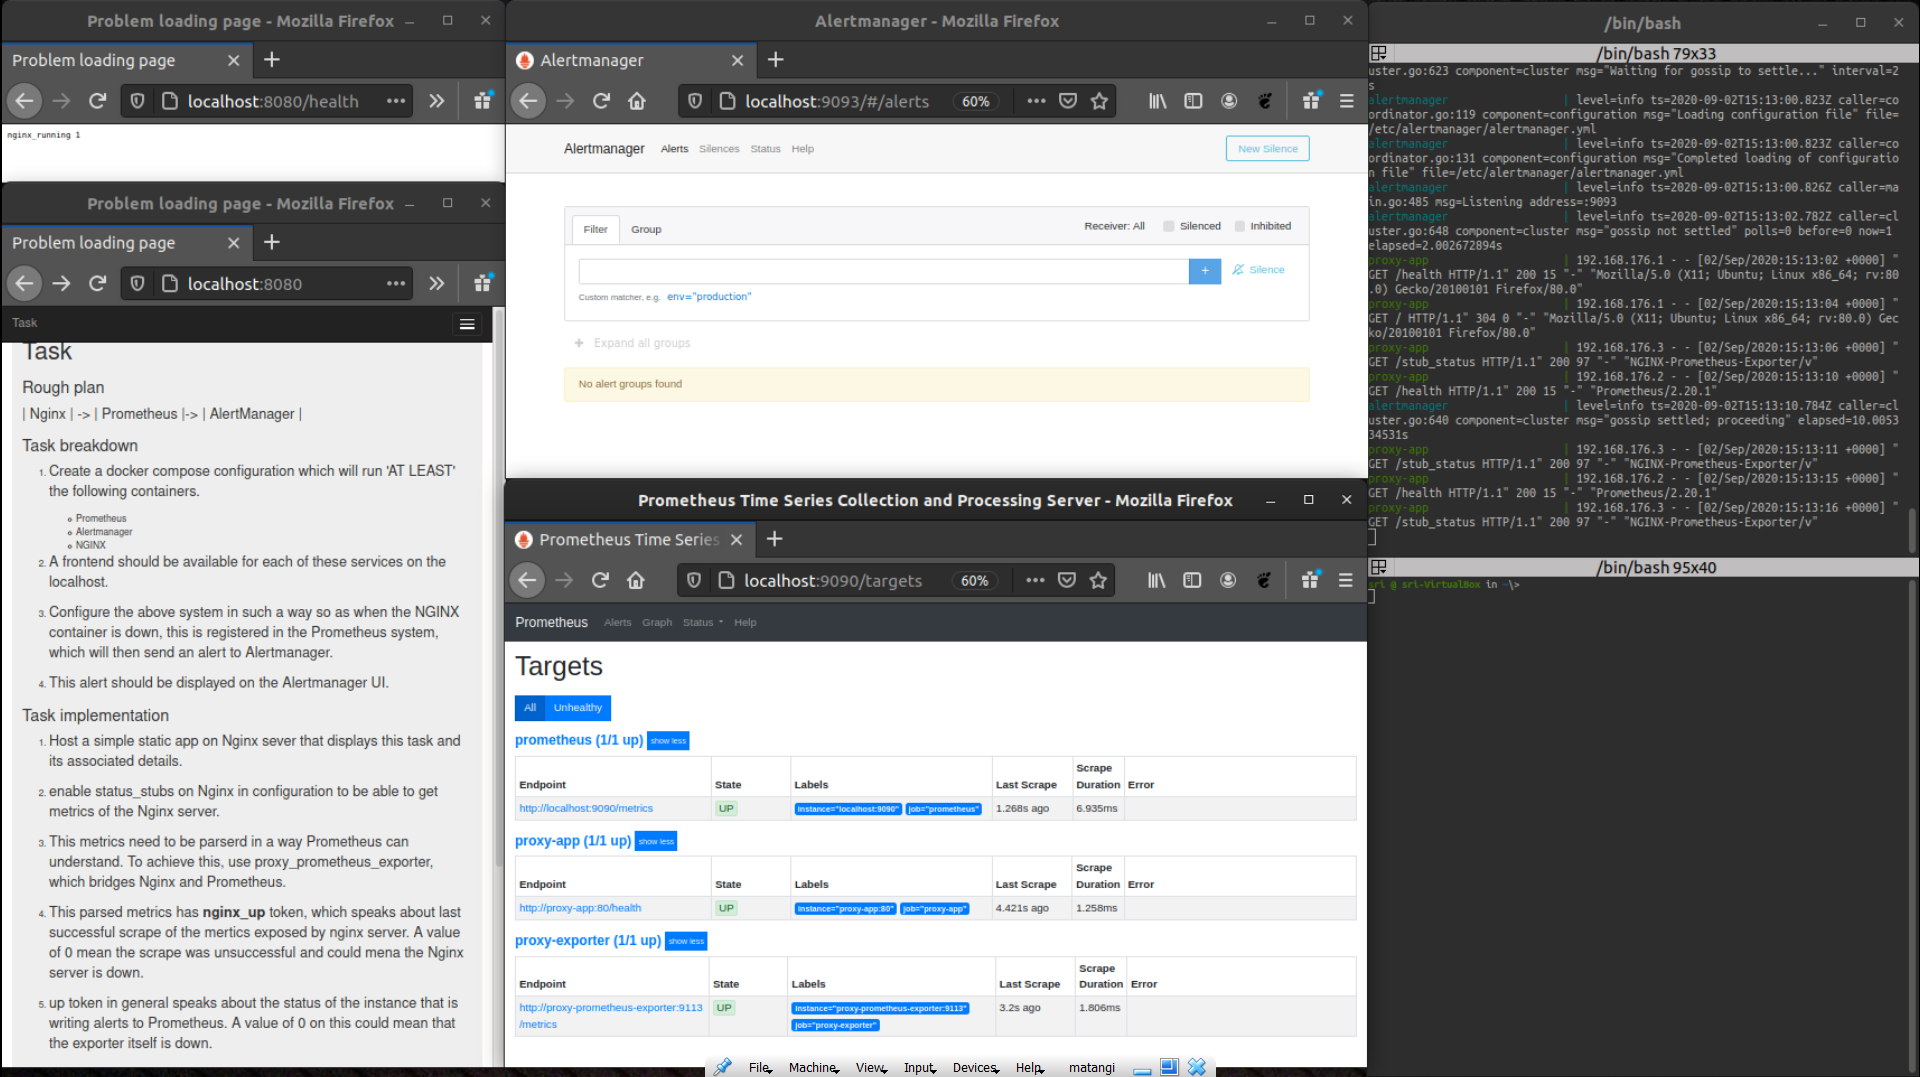 Problem loading page - Mozilla Firefox
Problem loading page
localhost:8080/health
nginx_running 1
Problem loading page - Mozilla Firefox
Problem loading page
localhost:8080
Task
Task
Rough plan
| Nginx | -> | Prometheus |-> | AlertManager |
Task breakdown
1. Create a docker compose configuration which will run 'AT LEAST'
the following containers.
Prometheus
Alertmanager
NGINX
2. A frontend should be available for each of these services on the
localhost.
3. Configure the above system in such a way so as when the NGINX
container is down, this is registered in the Prometheus system,
which will then send an alert to Alertmanager.
4. This alert should be displayed on the Alertmanager UI.
Task implementation
1. Host a simple static app on Nginx sever that displays this task and
its associated details.
2. enable status_stubs on Nginx in configuration to be able to get
metrics of the Nginx server.
3. This metrics need to be parserd in a way Prometheus can
understand. To achieve this, use proxy_prometheus_exporter,
which bridges Nginx and Prometheus.
4. This parsed metrics has nginx_up token, which speaks about last
successful scrape of the mertics exposed by nginx server. A value
of 0 mean the scrape was unsuccessful and could mena the Nginx
server is down.
5. up token in general speaks about the status of the instance that is
writing alerts to Prometheus. A value of 0 on this could mean that
the exporter itself is down.
Alertmanager - Mozilla Firefox
Alertmanager
localhost:9093/#/alerts 60%
Alertmanager Alerts Silences Status Help New Silence
Filter Group Receiver: All Silenced Inhibited
+ Silence
Custom matcher, e.g. env="production"
+ Expand all groups
No alert groups found
Prometheus Time Series Collection and Processing Server - Mozilla Firefox
Prometheus Time Series
localhost:9090/targets 60%
Prometheus Alerts Graph Status Help
Targets
All Unhealthy
prometheus (1/1 up) show less
Endpoint State Labels Last Scrape Scrape Duration Error
http://localhost:9090/metrics UP instance="localhost:9090" job="prometheus" 1.268s ago 6.935ms
proxy-app (1/1 up) show less
Endpoint State Labels Last Scrape Scrape Duration Error
http://proxy-app:80/health UP instance="proxy-app:80" job="proxy-app" 4.421s ago 1.258ms
proxy-exporter (1/1 up) show less
Endpoint State Labels Last Scrape Scrape Duration Error
http://proxy-prometheus-exporter:9113 UP instance="proxy-prometheus-exporter:9113" 3.2s ago 1.806ms
/metrics job="proxy-exporter"
/bin/bash
/bin/bash 79x33
uster.go:623 component=cluster msg="Waiting for gossip to settle..." interval=2
s
alertmanager | level=info ts=2020-09-02T15:13:00.823Z caller=co
ordinator.go:119 component=configuration msg="Loading configuration file" file=
/etc/alertmanager/alertmanager.yml
alertmanager | level=info ts=2020-09-02T15:13:00.823Z caller=co
ordinator.go:131 component=configuration msg="Completed loading of configuratio
n file" file=/etc/alertmanager/alertmanager.yml
alertmanager | level=info ts=2020-09-02T15:13:00.826Z caller=ma
in.go:485 msg=Listening address=:9093
alertmanager | level=info ts=2020-09-02T15:13:02.782Z caller=cl
uster.go:648 component=cluster msg="gossip not settled" polls=0 before=0 now=1
elapsed=2.002672894s
proxy-app | 192.168.176.1 - - [02/Sep/2020:15:13:02 +0000] "
GET /health HTTP/1.1" 200 15 "-" "Mozilla/5.0 (X11; Ubuntu; Linux x86_64; rv:80
.0) Gecko/20100101 Firefox/80.0"
proxy-app | 192.168.176.1 - - [02/Sep/2020:15:13:04 +0000] "
GET / HTTP/1.1" 304 0 "-" "Mozilla/5.0 (X11; Ubuntu; Linux x86_64; rv:80.0) Gec
ko/20100101 Firefox/80.0"
proxy-app | 192.168.176.3 - - [02/Sep/2020:15:13:06 +0000] "
GET /stub_status HTTP/1.1" 200 97 "-" "NGINX-Prometheus-Exporter/v"
proxy-app | 192.168.176.2 - - [02/Sep/2020:15:13:10 +0000] "
GET /health HTTP/1.1" 200 15 "-" "Prometheus/2.20.1"
alertmanager | level=info ts=2020-09-02T15:13:10.784Z caller=cl
uster.go:640 component=cluster msg="gossip settled; proceeding" elapsed=10.0053
34531s
proxy-app | 192.168.176.3 - - [02/Sep/2020:15:13:11 +0000] "
GET /stub_status HTTP/1.1" 200 97 "-" "NGINX-Prometheus-Exporter/v"
proxy-app | 192.168.176.2 - - [02/Sep/2020:15:13:15 +0000] "
GET /health HTTP/1.1" 200 15 "-" "Prometheus/2.20.1"
proxy-app | 192.168.176.3 - - [02/Sep/2020:15:13:16 +0000] "
GET /stub_status HTTP/1.1" 200 97 "-" "NGINX-Prometheus-Exporter/v"
/bin/bash 95x40
sri @ sri-VirtualBox in ~\>
File Machine View Input Devices Help matangi